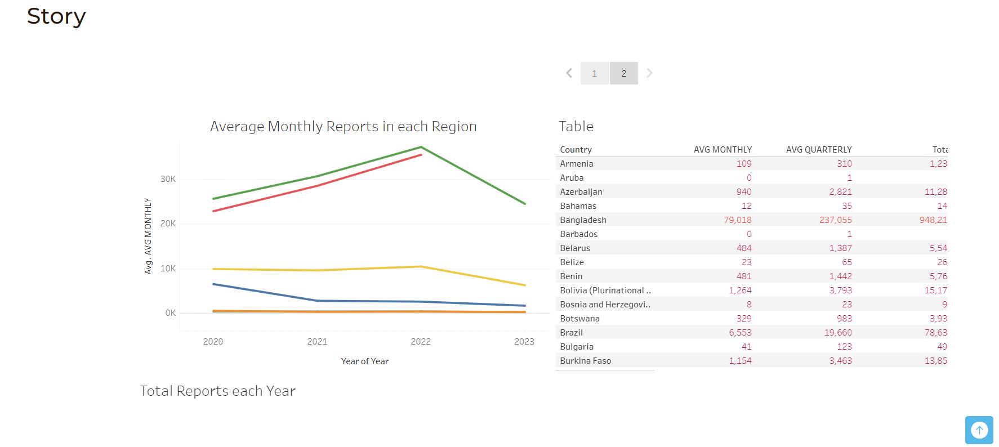 Story
1 2
Average Monthly Reports in each Region
30K
20K
10K
0K
Avg. AVG MONTHLY
2020 2021 2022 2023
Year of Year
Table
Country AVG MONTHLY AVG QUARTERLY Tota
Armenia 109 310 1,23
Aruba 0 1
Azerbaijan 940 2,821 11,28
Bahamas 12 35 14
Bangladesh 79,018 237,055 948,21
Barbados 0 1
Belarus 484 1,387 5,54
Belize 23 65 26
Benin 481 1,442 5,76
Bolivia (Plurinational .. 1,264 3,793 15,17
Bosnia and Herzegovi.. 8 23 9
Botswana 329 983 3,93
Brazil 6,553 19,660 78,63
Bulgaria 41 123 49
Burkina Faso 1,154 3,463 13,85
Total Reports each Year